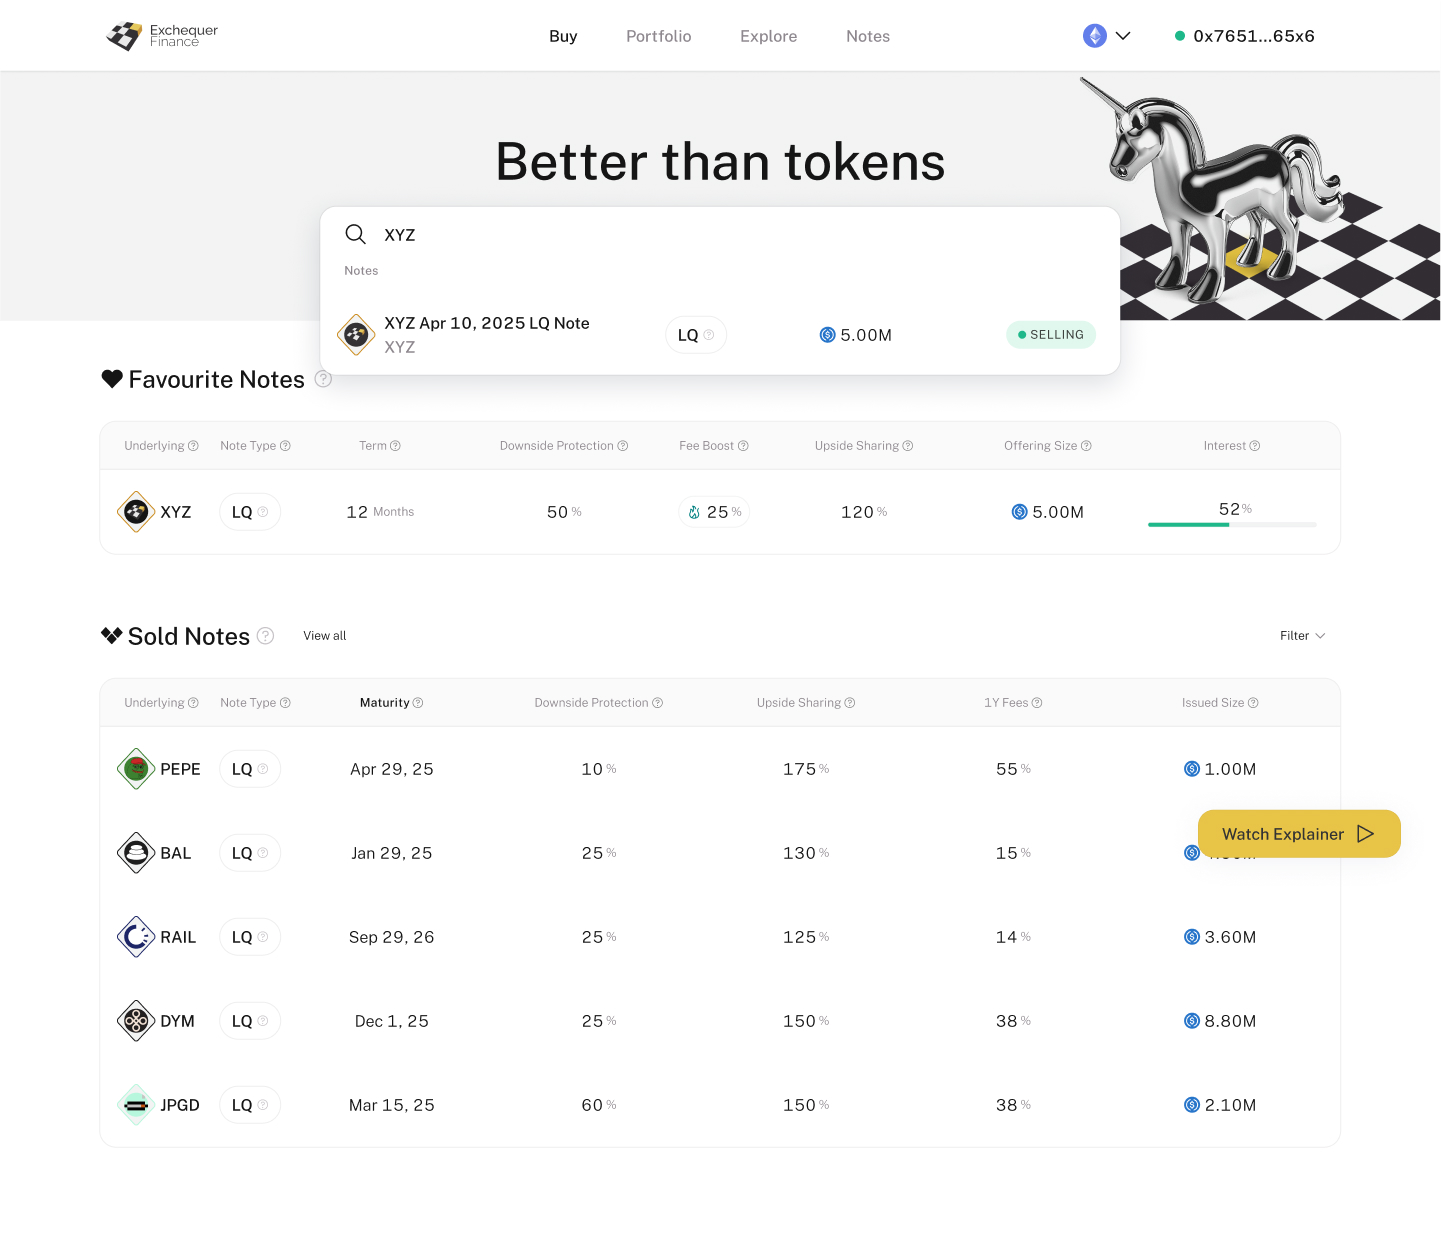 Exchequer
Finance
Buy
Portfolio
Explore
Notes
0x7651...65x6
Better than tokens
XYZ
Notes
XYZ Apr 10, 2025 LQ Note
XYZ
LQ
5.00M
SELLING
Favourite Notes
Underlying Note Type Term Downside Protection Fee Boost Upside Sharing Offering Size Interest
XYZ LQ 12 Months 50 % 25 % 120 % 5.00M 52 %
Sold Notes View all Filter
Underlying Note Type Maturity Downside Protection Upside Sharing 1Y Fees Issued Size
PEPE LQ Apr 29, 25 10 % 175 % 55 % 1.00M
Watch Explainer
BAL LQ Jan 29, 25 25 % 130 % 15 %
RAIL LQ Sep 29, 26 25 % 125 % 14 % 3.60M
DYM LQ Dec 1, 25 25 % 150 % 38 % 8.80M
JPGD LQ Mar 15, 25 60 % 150 % 38 % 2.10M